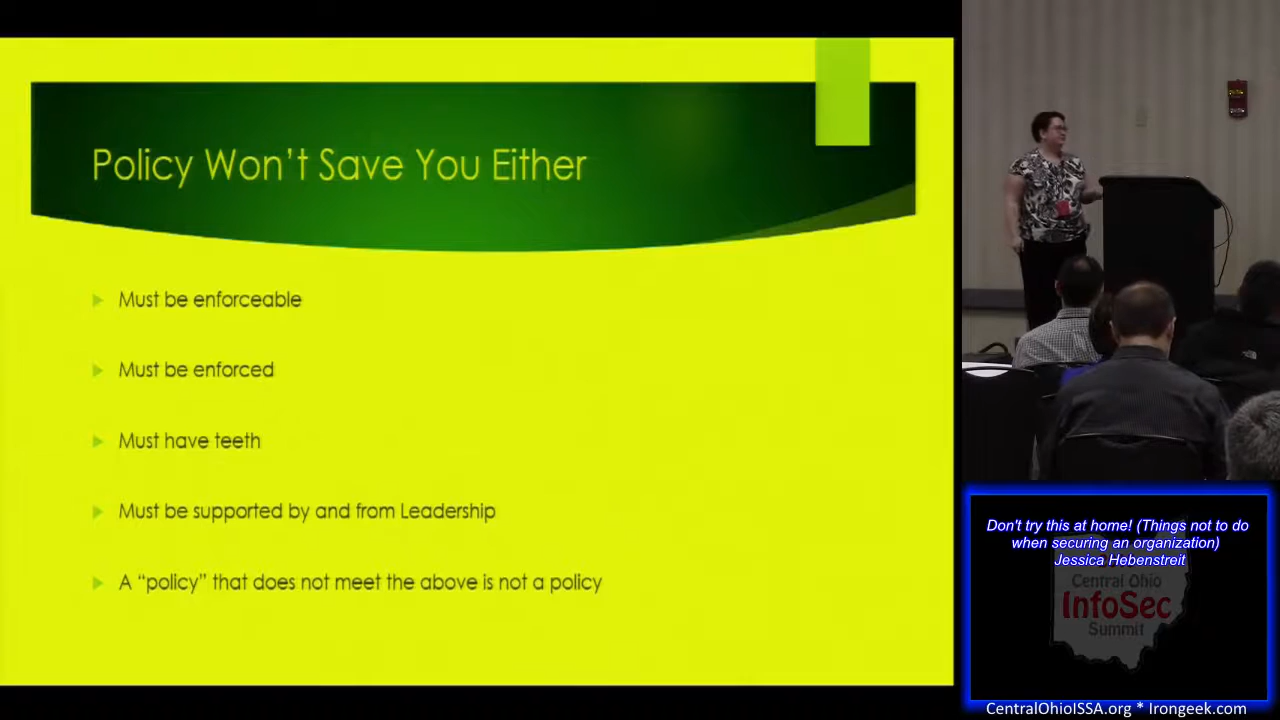 Policy Won't Save You Either
Must be enforceable
Must be enforced
Must have teeth
Must be supported by and from Leadership
A “policy” that does not meet the above is not a policy
Don't try this at home! (Things not to do
when securing an organization)
Jessica Hebenstreit
Central Ohio
InfoSec
Summit
CentralOhioISSA.org * Irongeek.com